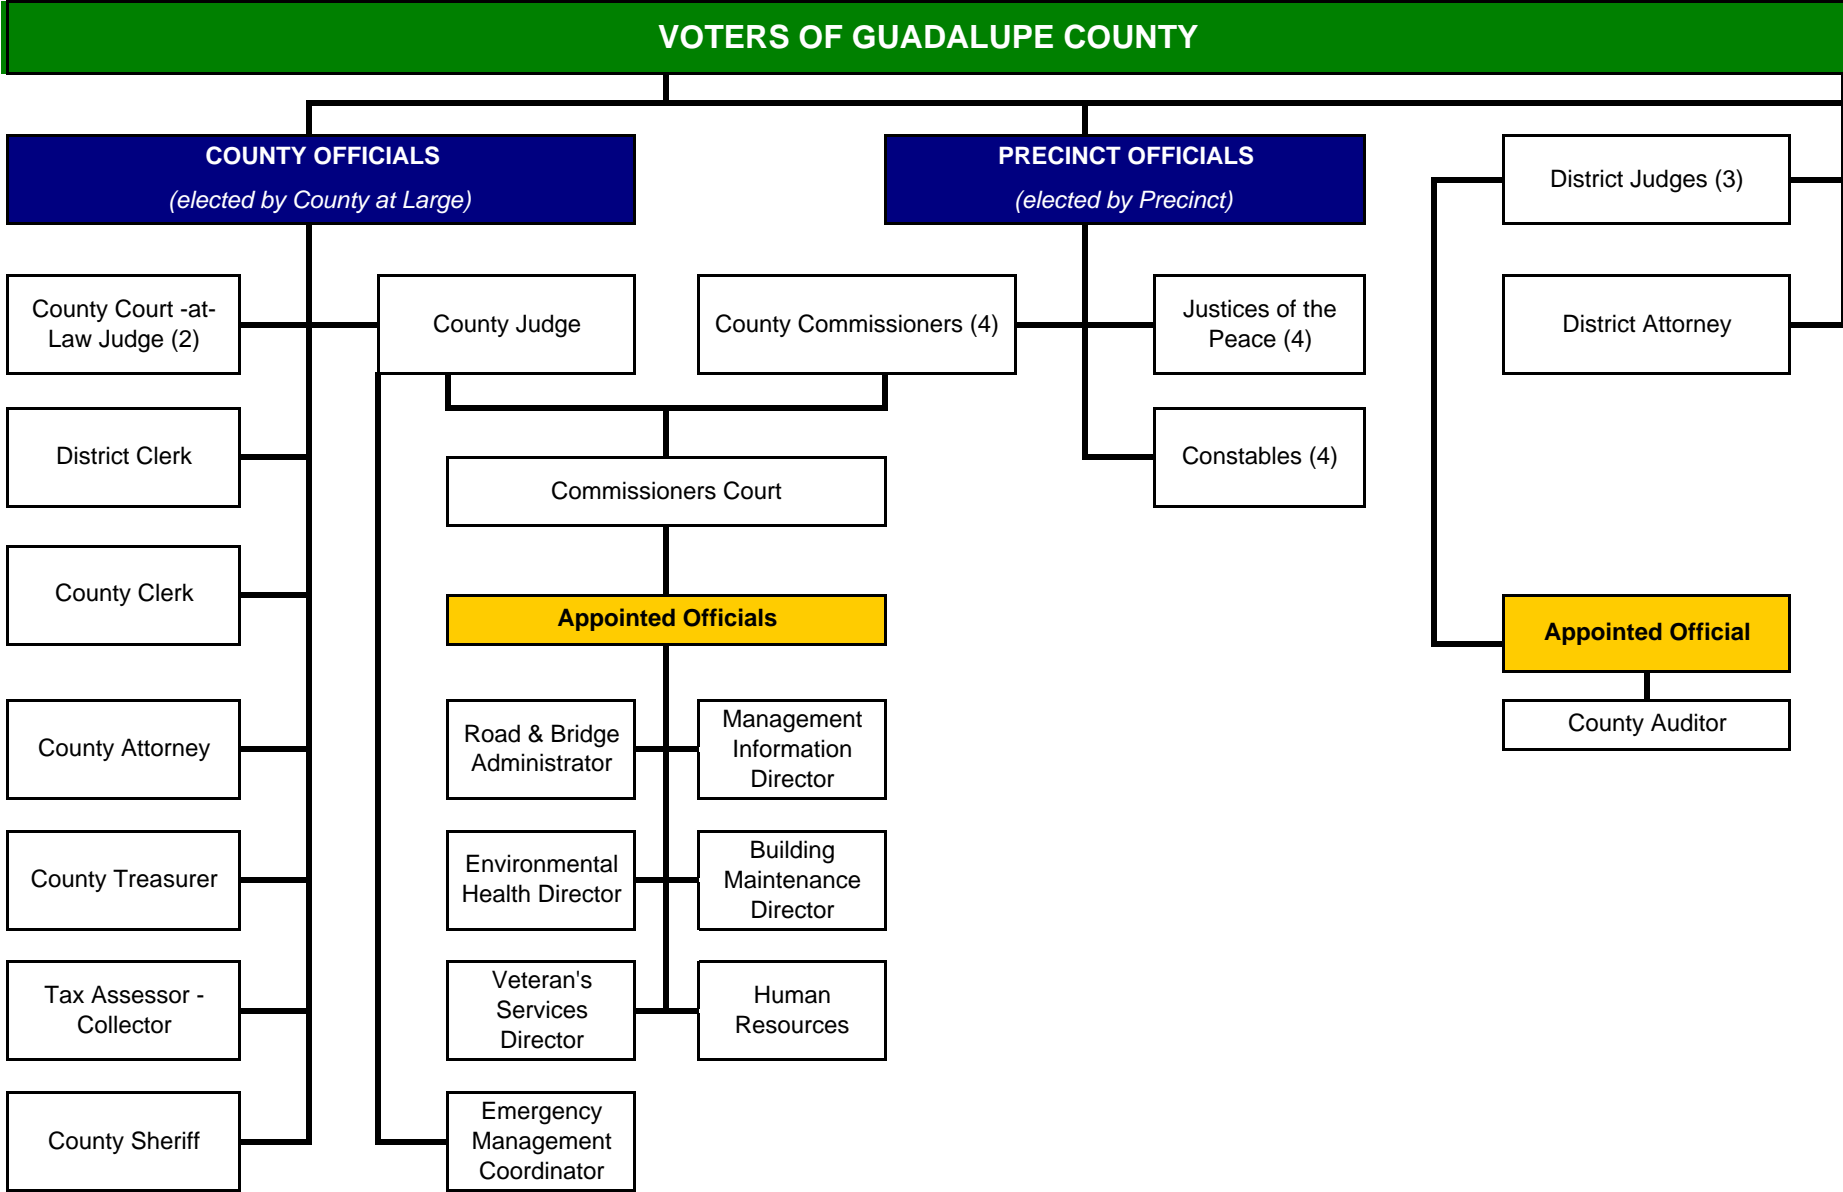 VOTERS OF GUADALUPE COUNTY
COUNTY OFFICIALS
(elected by County at Large)
PRECINCT OFFICIALS
(elected by Precinct)
District Judges (3)
County Court -at-
Law Judge (2)
County Judge
County Commissioners (4)
Justices of the
Peace (4)
District Attorney
District Clerk
Commissioners Court
Constables (4)
County Clerk
Appointed Officials
Appointed Official
County Attorney
Road & Bridge
Administrator
Management
Information
Director
County Auditor
County Treasurer
Environmental
Health Director
Building
Maintenance
Director
Tax Assessor -
Collector
Veteran's
Services
Director
Human
Resources
County Sheriff
Emergency
Management
Coordinator